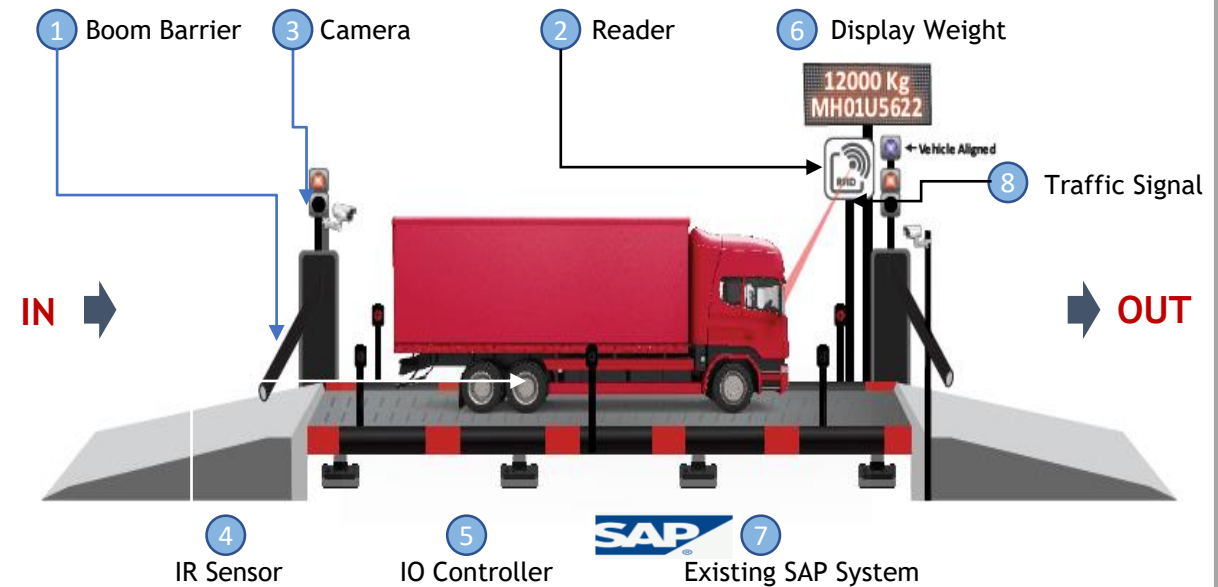 1 Boom Barrier
3 Camera
2 Reader
6 Display Weight
12000 Kg
MH01U5622
Vehicle Aligned
RFID
8 Traffic Signal
IN
OUT
4
IR Sensor
5
IO Controller
SAP ®
7
Existing SAP System